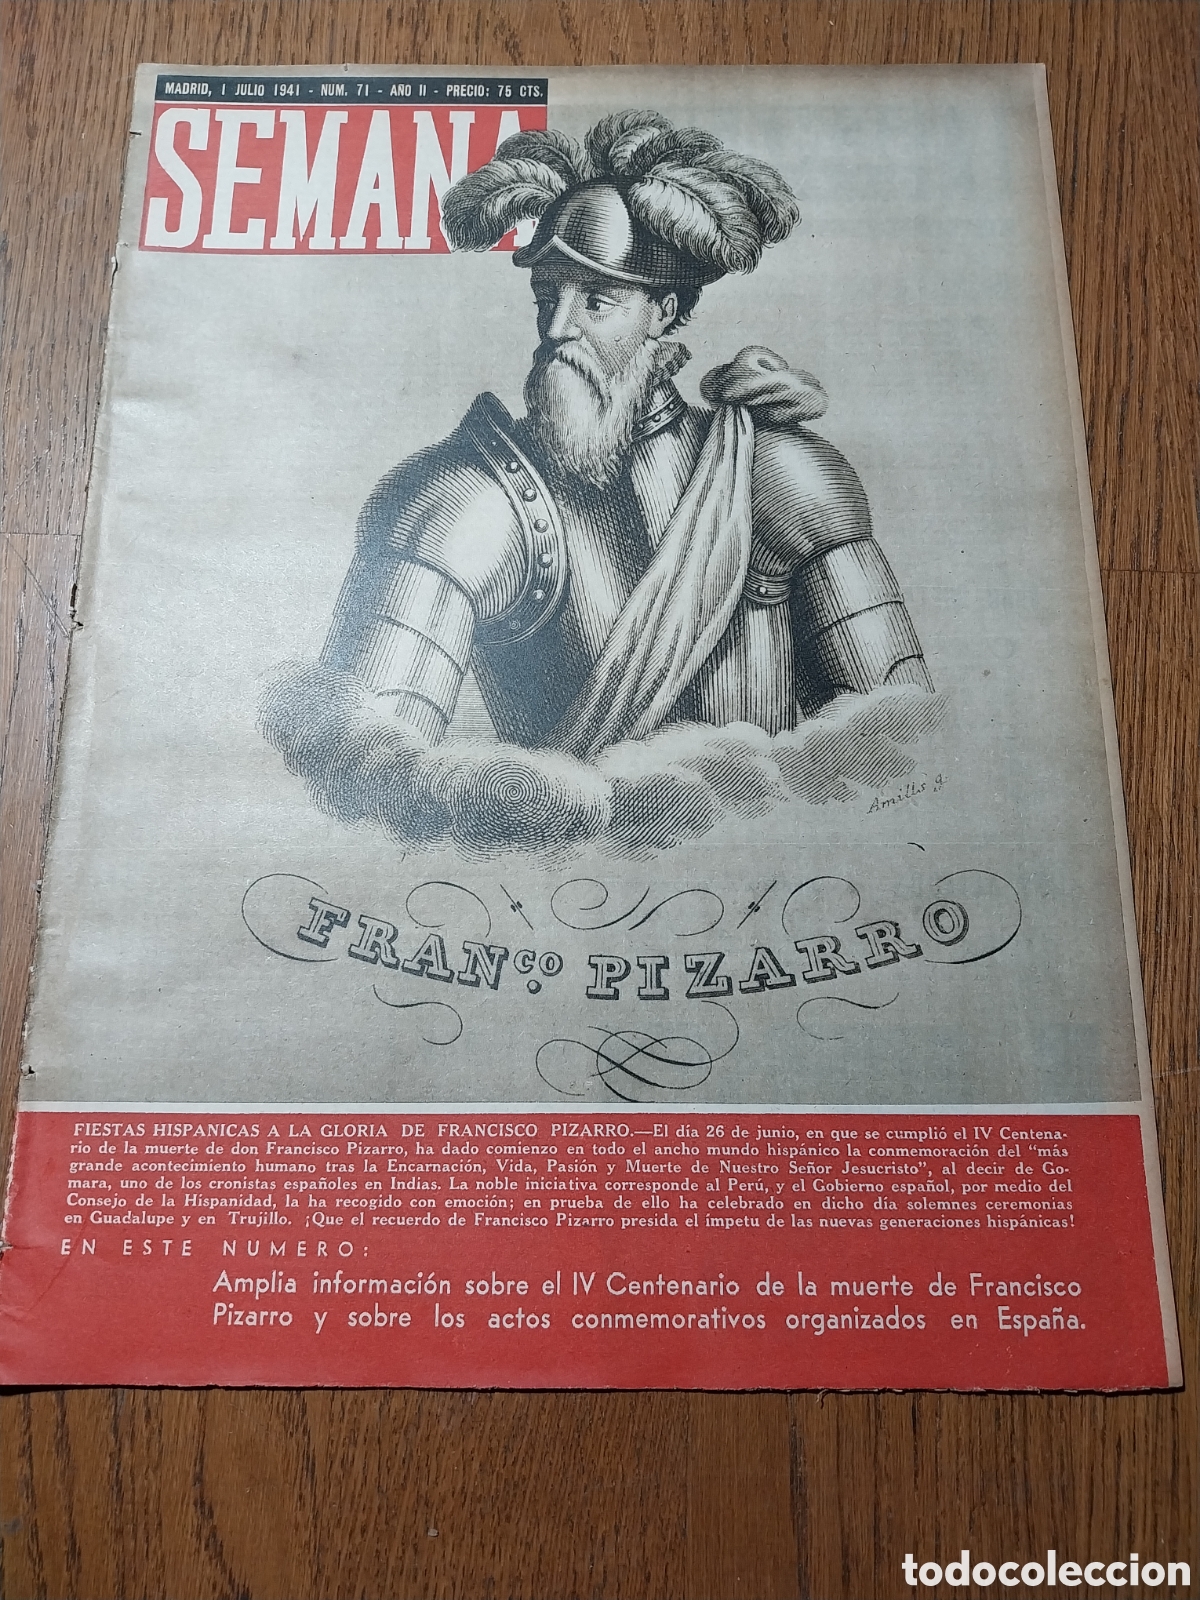 MADRID, 1 JULIO 1941 - NUM. 71 - AÑO II - PRECIO: 75 CTS.
SEMANA
Amills g.
FRANCO. PIZARRO
FIESTAS HISPANICAS A LA GLORIA DE FRANCISCO PIZARRO.—El día 26 de junio, en que se cumplió el IV Centena-
rio de la muerte de don Francisco Pizarro, ha dado comienzo en todo el ancho mundo hispánico la conmemoración del "más
grande acontecimiento humano tras la Encarnación, Vida, Pasión y Muerte de Nuestro Señor Jesucristo", al decir de Go-
mara, uno de los cronistas españoles en Indias. La noble iniciativa corresponde al Perú, y el Gobierno español, por medio del
Consejo de la Hispanidad, la ha recogido con emoción; en prueba de ello ha celebrado en dicho día solemnes ceremonias
en Guadalupe y en Trujillo. ¡Que el recuerdo de Francisco Pizarro presida el ímpetu de las nuevas generaciones hispánicas!
EN ESTE NUMERO:
Amplia información sobre el IV Centenario de la muerte de Francisco
Pizarro y sobre los actos conmemorativos organizados en España.
todocoleccion